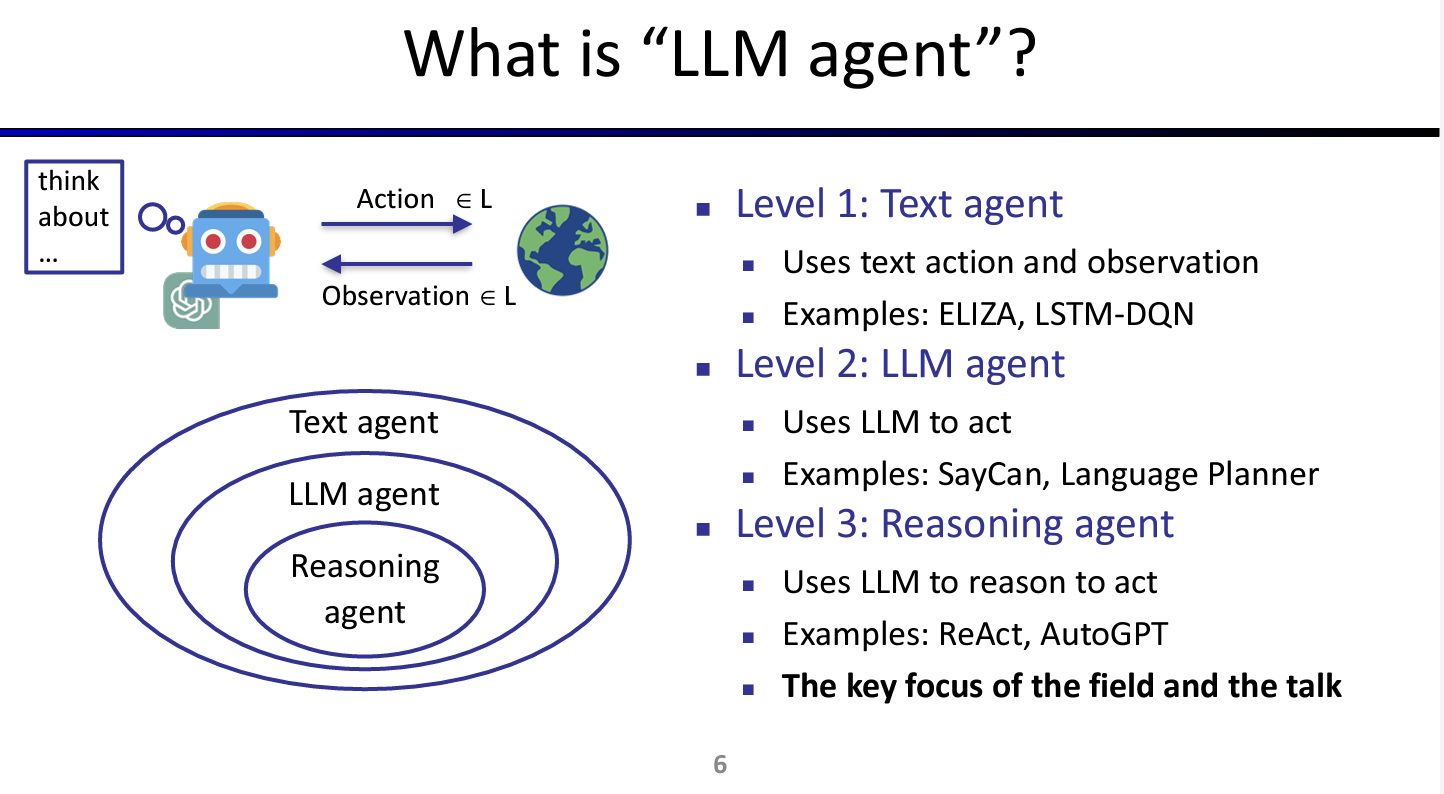 What is “LLM agent”?
think
about
...
Action ∈ L
Observation ∈ L
Text agent
LLM agent
Reasoning
agent
Level 1: Text agent
Uses text action and observation
Examples: ELIZA, LSTM-DQN
Level 2: LLM agent
Uses LLM to act
Examples: SayCan, Language Planner
Level 3: Reasoning agent
Uses LLM to reason to act
Examples: ReAct, AutoGPT
The key focus of the field and the talk
6